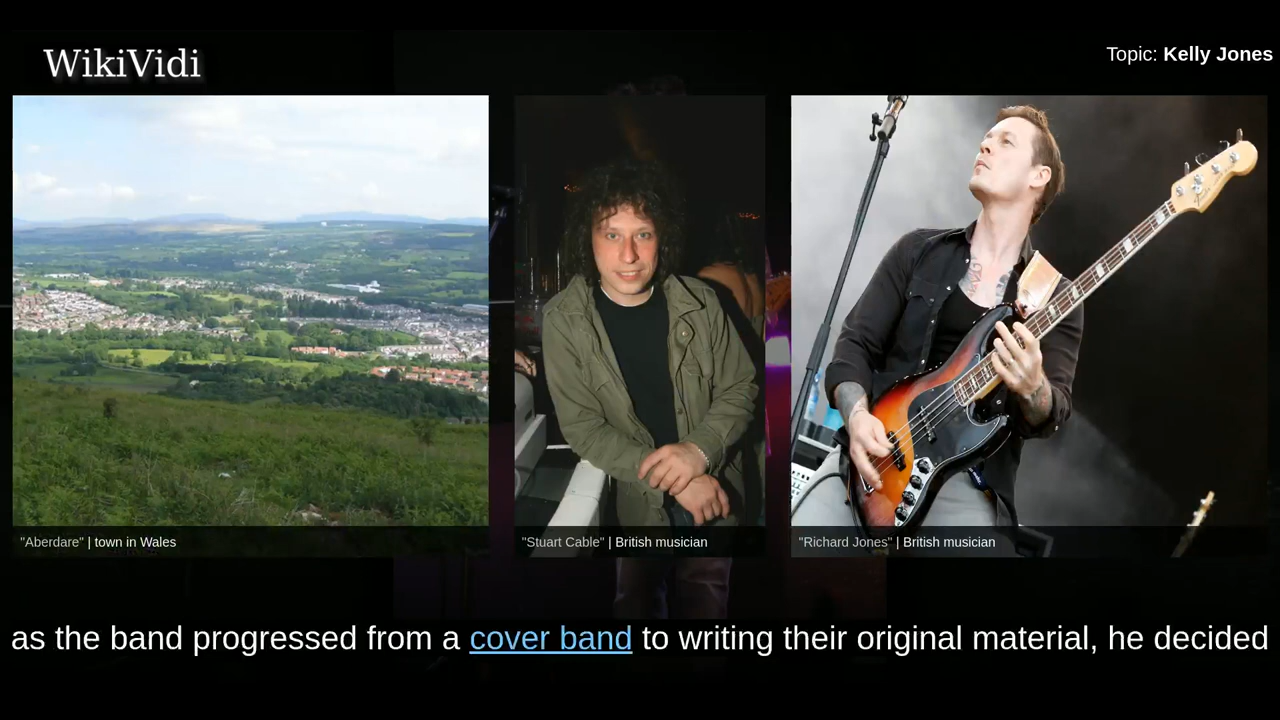 WikiVidi
Topic: Kelly Jones
"Aberdare" | town in Wales
"Stuart Cable" | British musician
"Richard Jones" | British musician
as the band progressed from a cover band to writing their original material, he decided